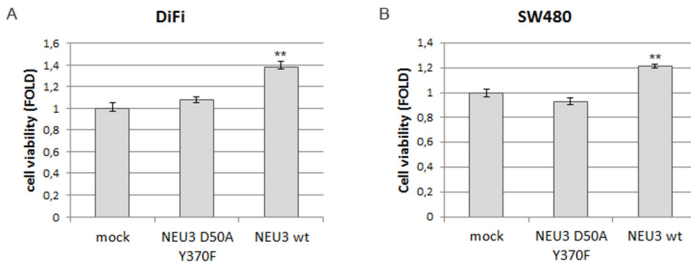 A
DiFi
cell viability (FOLD)
1,6
1,4
1,2
1
0,8
0,6
0,4
0,2
0
**
mock
NEU3 D50A
Y370F
NEU3 wt
B
SW480
Cell viability (FOLD)
1,4
1,2
1
0,8
0,6
0,4
0,2
0
**
mock
NEU3 D50A
Y370F
NEU3 wt